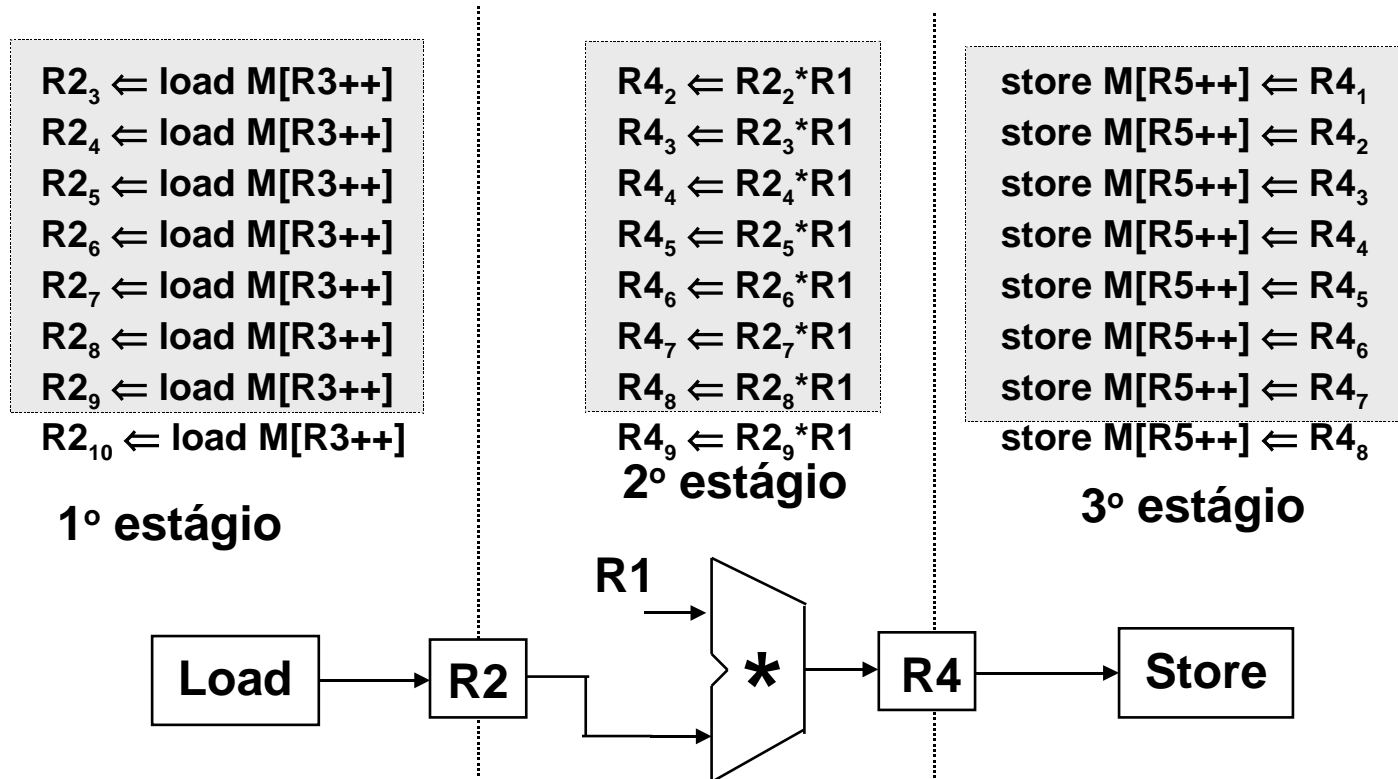 R2₃ ⇐ load M[R3++]
R2₄ ⇐ load M[R3++]
R2₅ ⇐ load M[R3++]
R2₆ ⇐ load M[R3++]
R2₇ ⇐ load M[R3++]
R2₈ ⇐ load M[R3++]
R2₉ ⇐ load M[R3++]
R2₁₀ ⇐ load M[R3++]
1º estágio
R4₂ ⇐ R2₂*R1
R4₃ ⇐ R2₃*R1
R4₄ ⇐ R2₄*R1
R4₅ ⇐ R2₅*R1
R4₆ ⇐ R2₆*R1
R4₇ ⇐ R2₇*R1
R4₈ ⇐ R2₈*R1
R4₉ ⇐ R2₉*R1
2º estágio
store M[R5++] ⇐ R4₁
store M[R5++] ⇐ R4₂
store M[R5++] ⇐ R4₃
store M[R5++] ⇐ R4₄
store M[R5++] ⇐ R4₅
store M[R5++] ⇐ R4₆
store M[R5++] ⇐ R4₇
store M[R5++] ⇐ R4₈
3º estágio
R1
Load
R2
*
R4
Store